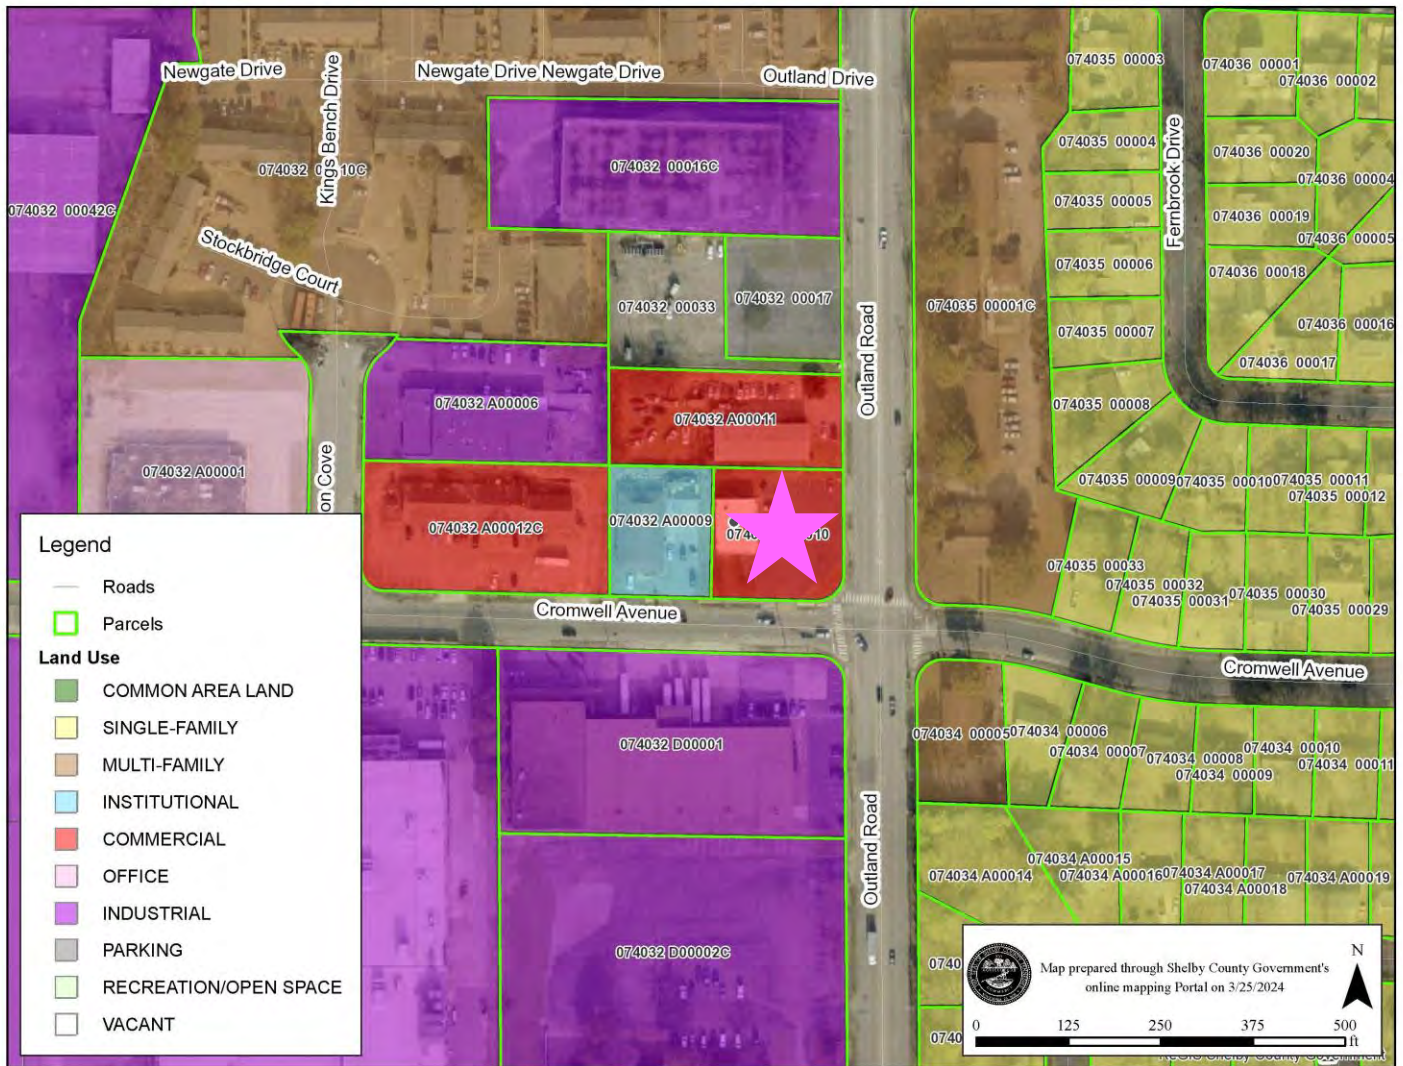 Newgate Drive
Kings Bench Drive
Newgate Drive Newgate Drive
Outland Drive
074035 00003
074036 00001
074036 00002
Fernbrook Drive
074035 00004
074036 00020
074032 00016C
074036 00004
074032 00042C
074035 00005
074036 00019
074036 00005
Stockbridge Court
074035 00006
074036 00018
074032 00033
074032 00017
074035 00001C
074036 00016
074035 00007
074036 00017
Outland Road
074032 A00006
074035 00008
074032 A00011
074032 A00001
074035 00009
074035 00010
074035 00011
074035 00012
074032 A00012C
074032 A00009
074035 00033
074035 00032
074035 00031
074035 00030
074035 00029
Cromwell Avenue
Cromwell Avenue
074032 D00001
074034 00005
074034 00006
074034 00007
074034 00008
074034 00009
074034 00010
074034 00011
Outland Road
074034 A00014
074034 A00015
074034 A00016
074034 A00017
074034 A00018
074034 A00019
074032 D00002C
Legend
Roads
Parcels
Land Use
COMMON AREA LAND
SINGLE-FAMILY
MULTI-FAMILY
INSTITUTIONAL
COMMERCIAL
OFFICE
INDUSTRIAL
PARKING
RECREATION/OPEN SPACE
VACANT
Map prepared through Shelby County Government's
online mapping Portal on 3/25/2024
N
0 125 250 375 500
ft